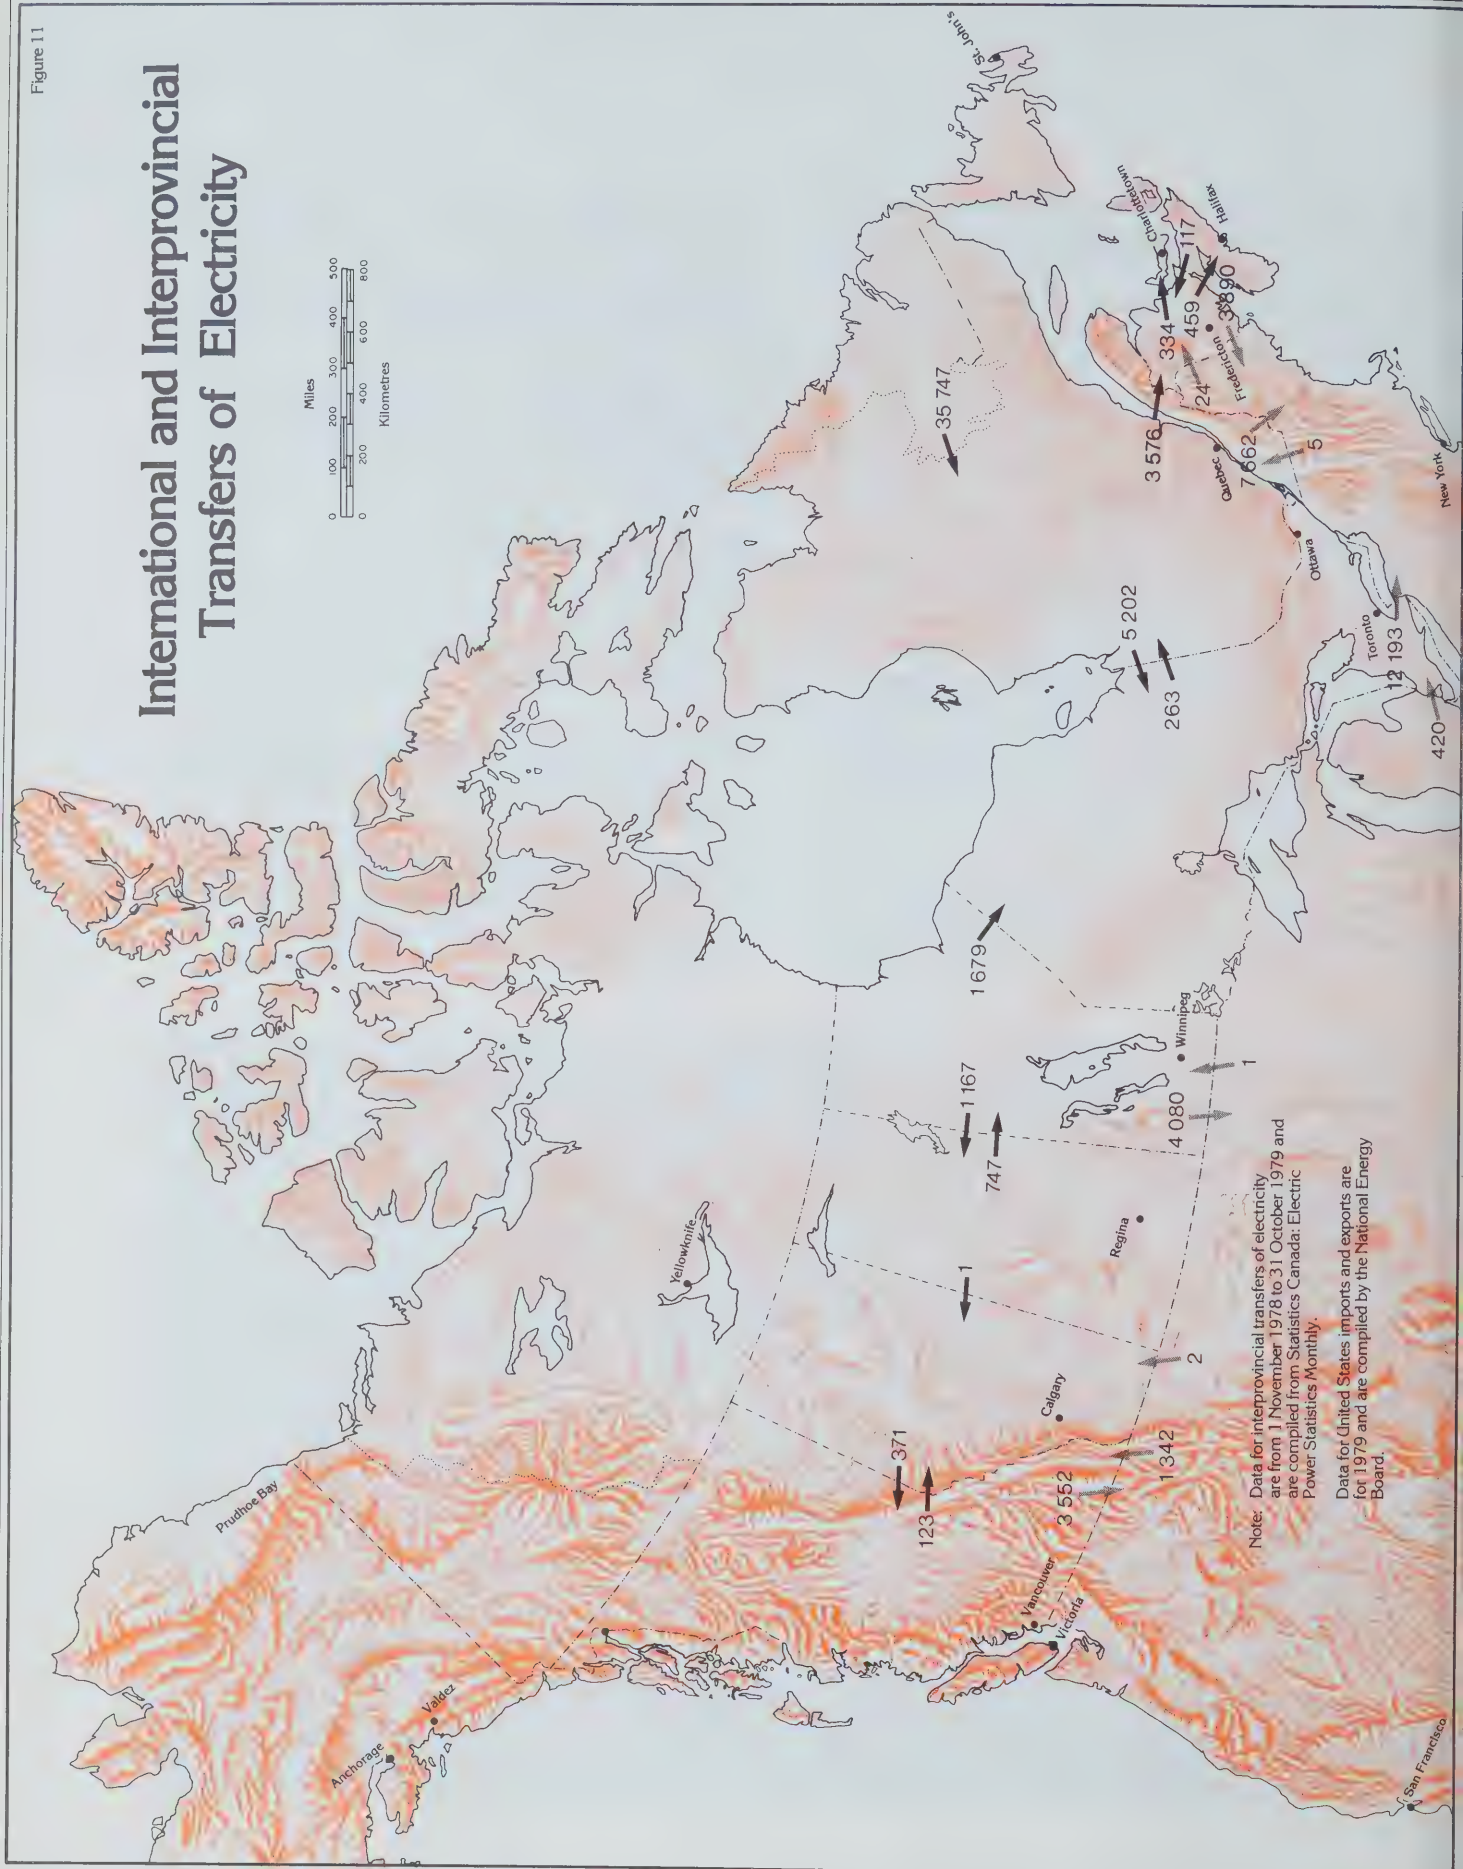 Figure 11
International and Interprovincial
Transfers of Electricity
Miles
0 100 200 300 400 500
0 200 400 600 800
Kilometres
Prudhoe Bay
Anchorage
Valdez
Yellowknife
St. John's
35 747
371
123
1
1 167
747
1 679
5 202
263
3 576
334
117
459
24
3 890
Charlottetown
Halifax
Fredericton
Quebec
7 662
5
Ottawa
Toronto
12 193
420
New York
Vancouver
Victoria
Calgary
Regina
Winnipeg
3 552
1 342
2
4 080
1
San Francisco
Note: Data for interprovincial transfers of electricity
are from 1 November 1978 to 31 October 1979 and
are compiled from Statistics Canada: Electric
Power Statistics Monthly.
Data for United States imports and exports are
for 1979 and are compiled by the National Energy
Board.